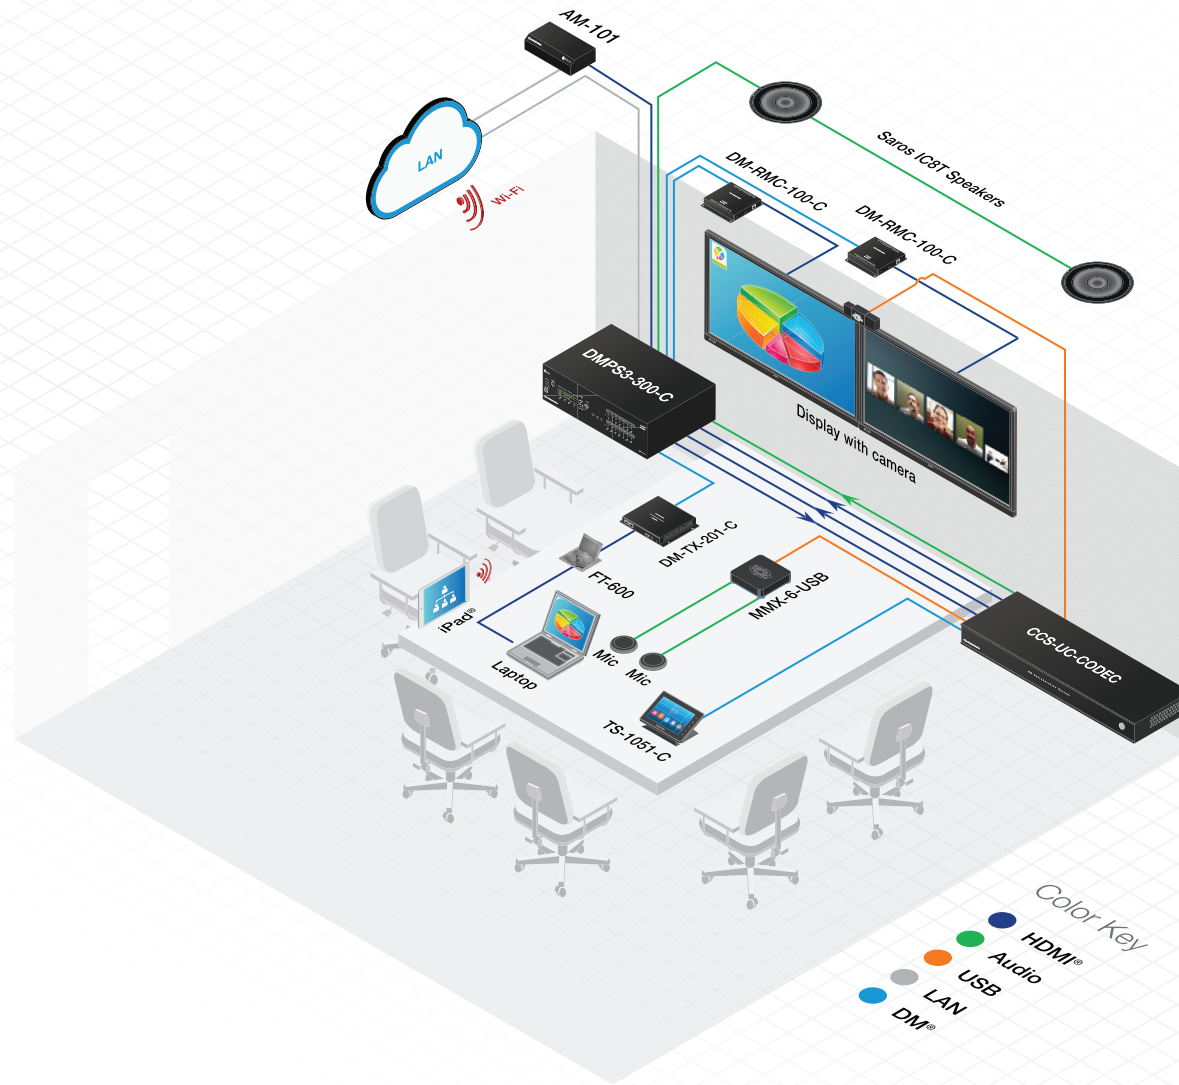 AM-101
LAN
Wi-Fi
Saros IC8T Speakers
DM-RMC-100-C
DM-RMC-100-C
DMPS3-300-C
Display with camera
DM-TX-201-C
FT-600
MMX-6-USB
iPad®
Laptop
Mic
Mic
TS-1051-C
CCS-UC-CODEC
Color Key
HDMI®
Audio
USB
LAN
DM®